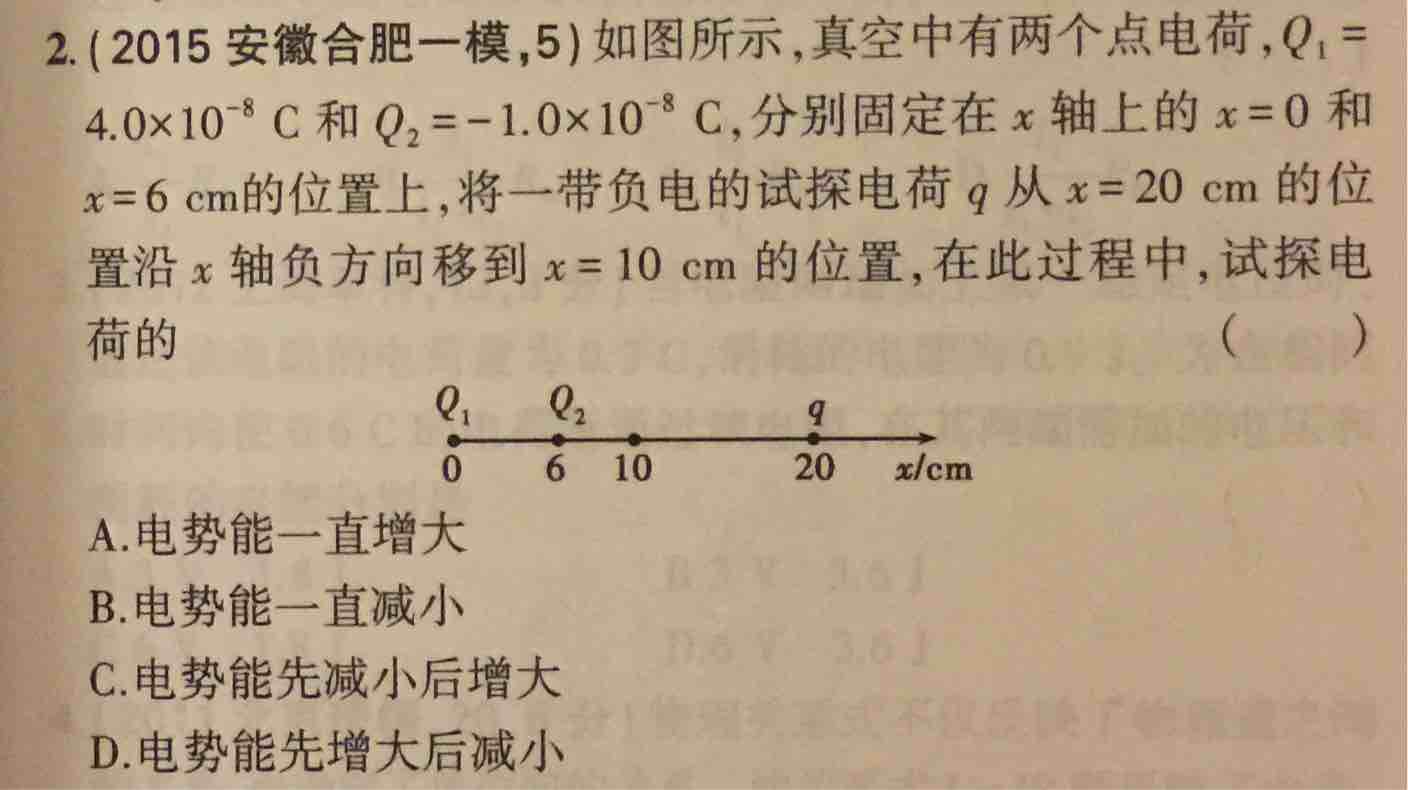 2.(2015 安徽合肥一模,5)如图所示,真空中有两个点电荷,Q₁=
4.0×10⁻⁸ C 和 Q₂=-1.0×10⁻⁸ C,分别固定在 x 轴上的 x=0 和
x=6 cm的位置上,将一带负电的试探电荷 q 从 x=20 cm 的位
置沿 x 轴负方向移到 x=10 cm 的位置,在此过程中,试探电
荷的 ( )
Q₁ Q₂ q
0 6 10 20 x/cm
A.电势能一直增大
B.电势能一直减小
C.电势能先减小后增大
D.电势能先增大后减小